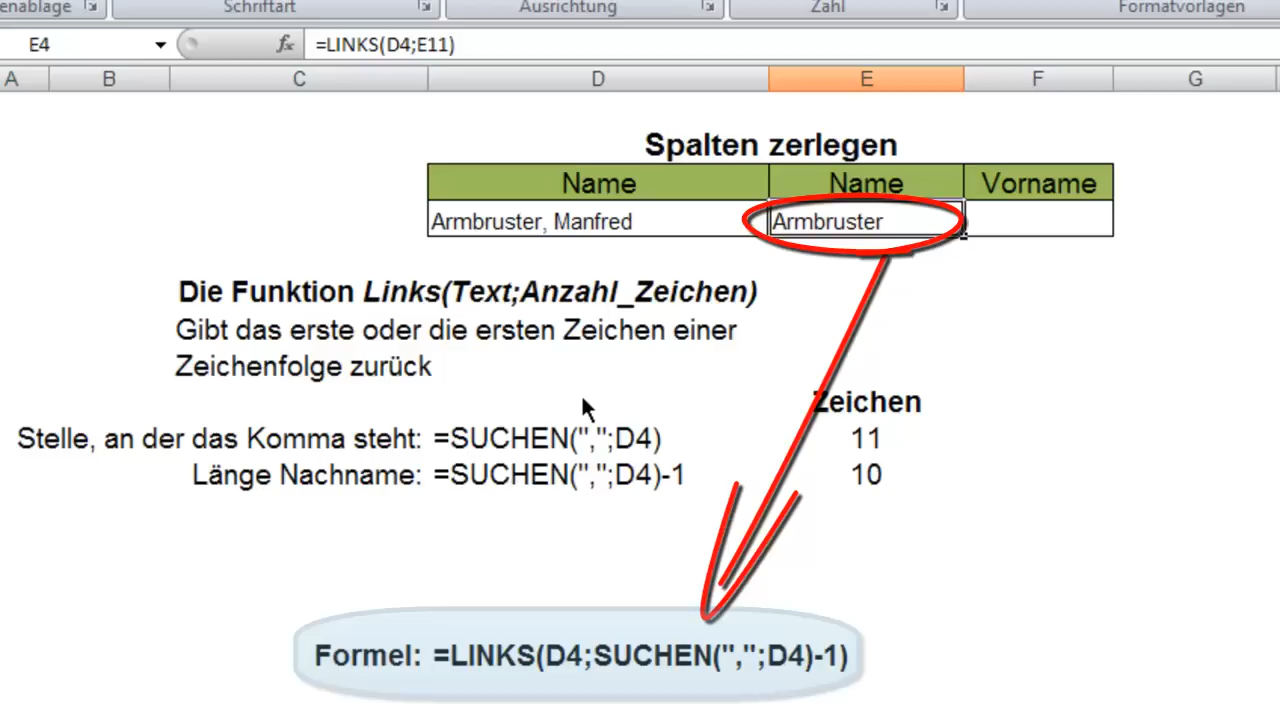 enablage Schriftart Ausrichtung Zahl Formatvorlagen
E4 fx =LINKS(D4;E11)
A B C D E F G
Spalten zerlegen
Name Name Vorname
Armbruster, Manfred Armbruster
Die Funktion Links(Text;Anzahl_Zeichen)
Gibt das erste oder die ersten Zeichen einer
Zeichenfolge zurück
Zeichen
Stelle, an der das Komma steht: =SUCHEN(",";D4) 11
Länge Nachname: =SUCHEN(",";D4)-1 10
Formel: =LINKS(D4;SUCHEN(",";D4)-1)